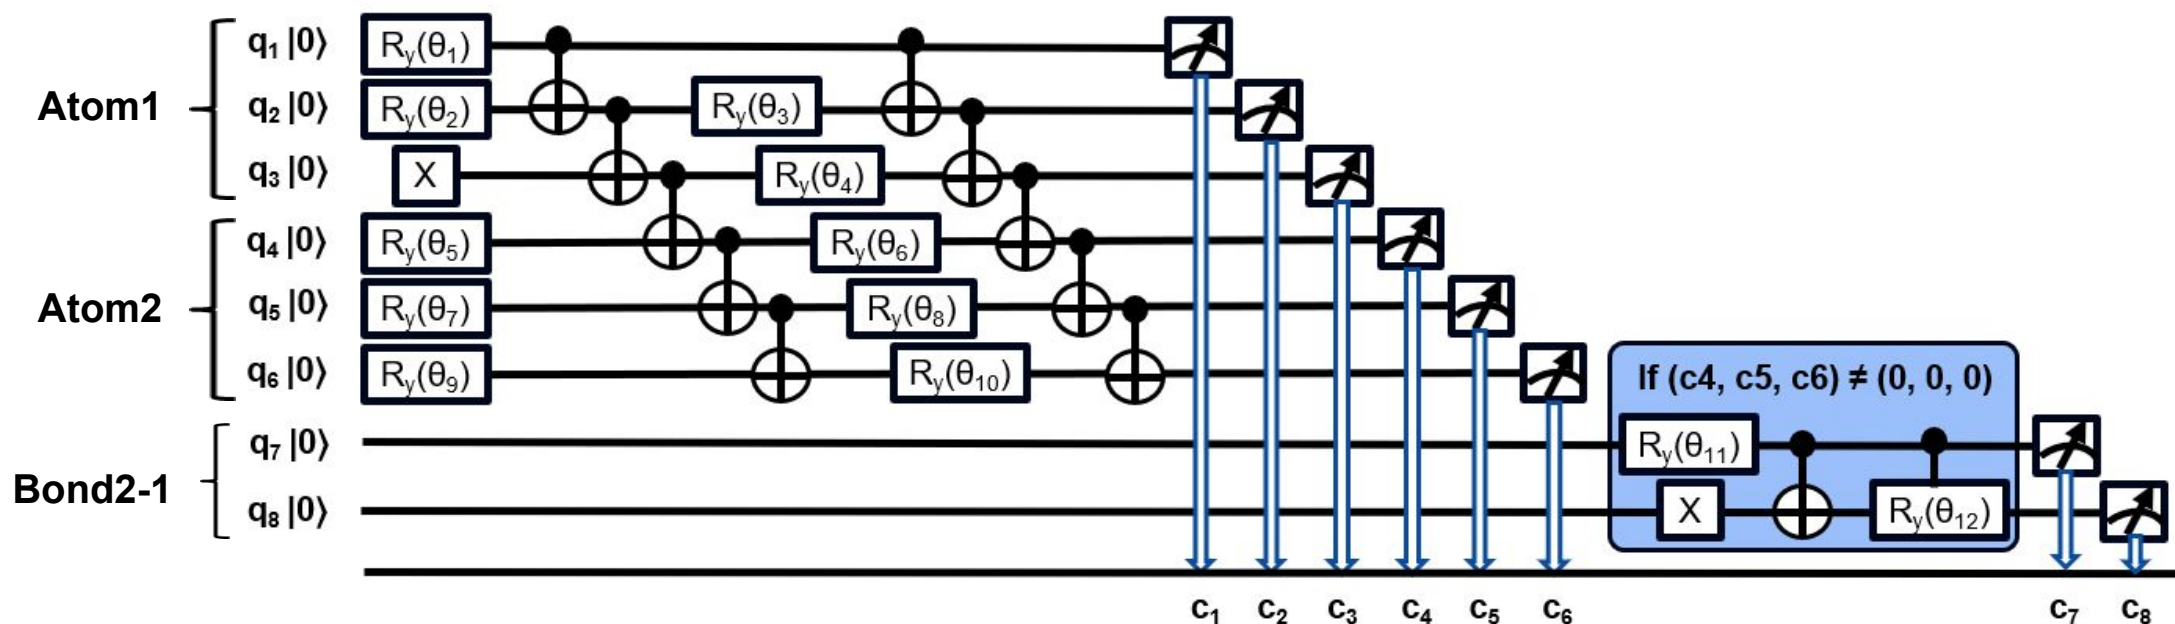 Atom1
q₁ |0⟩ R_y(θ₁)
q₂ |0⟩ R_y(θ₂) R_y(θ₃)
q₃ |0⟩ X R_y(θ₄)
Atom2
q₄ |0⟩ R_y(θ₅) R_y(θ₆)
q₅ |0⟩ R_y(θ₇) R_y(θ₈)
q₆ |0⟩ R_y(θ₉) R_y(θ₁₀)
If (c4, c5, c6) ≠ (0, 0, 0)
Bond2-1
q₇ |0⟩ R_y(θ₁₁)
q₈ |0⟩ X R_y(θ₁₂)
c₁ c₂ c₃ c₄ c₅ c₆ c₇ c₈